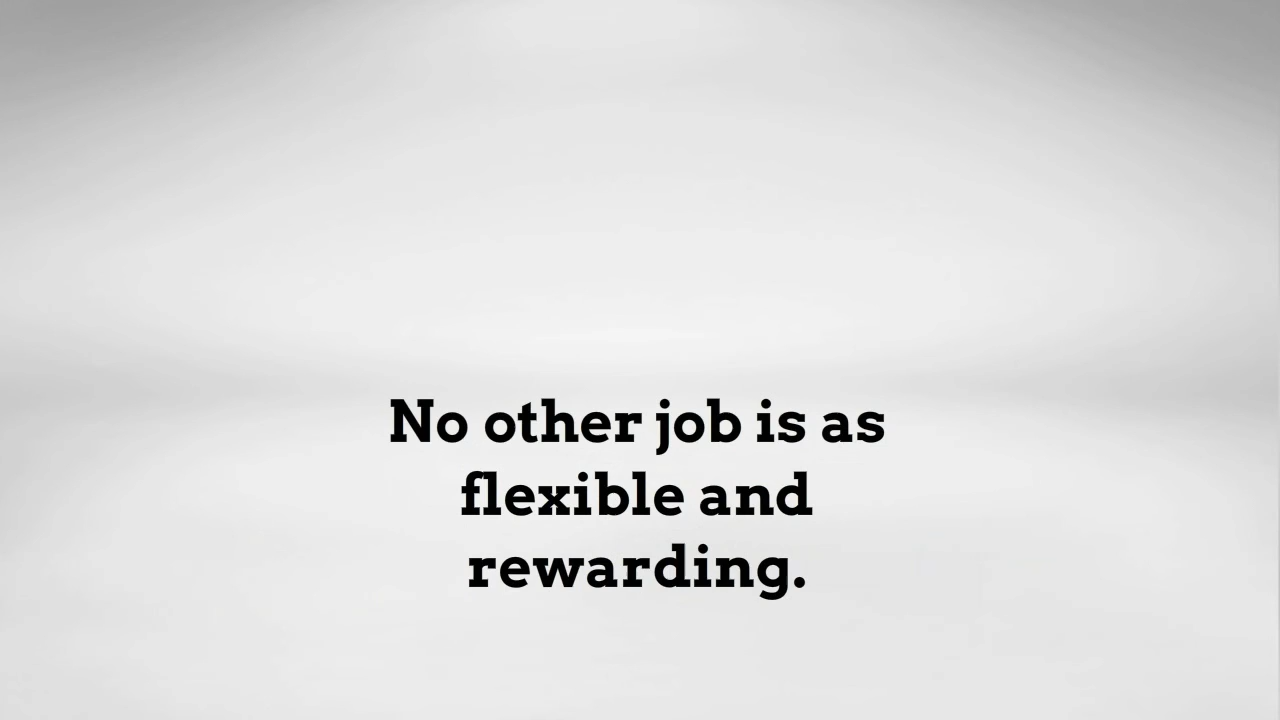 No other job is as
flexible and
rewarding.